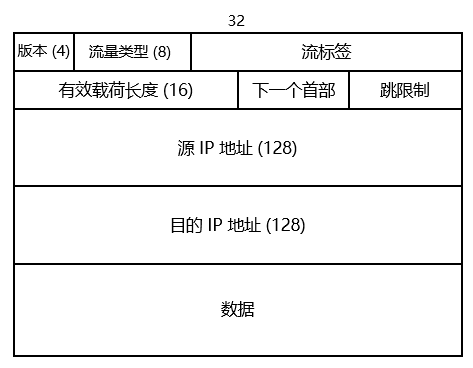 32
版本 (4) 流量类型 (8) 流标签
有效载荷长度 (16) 下一个首部 跳限制
源 IP 地址 (128)
目的 IP 地址 (128)
数据